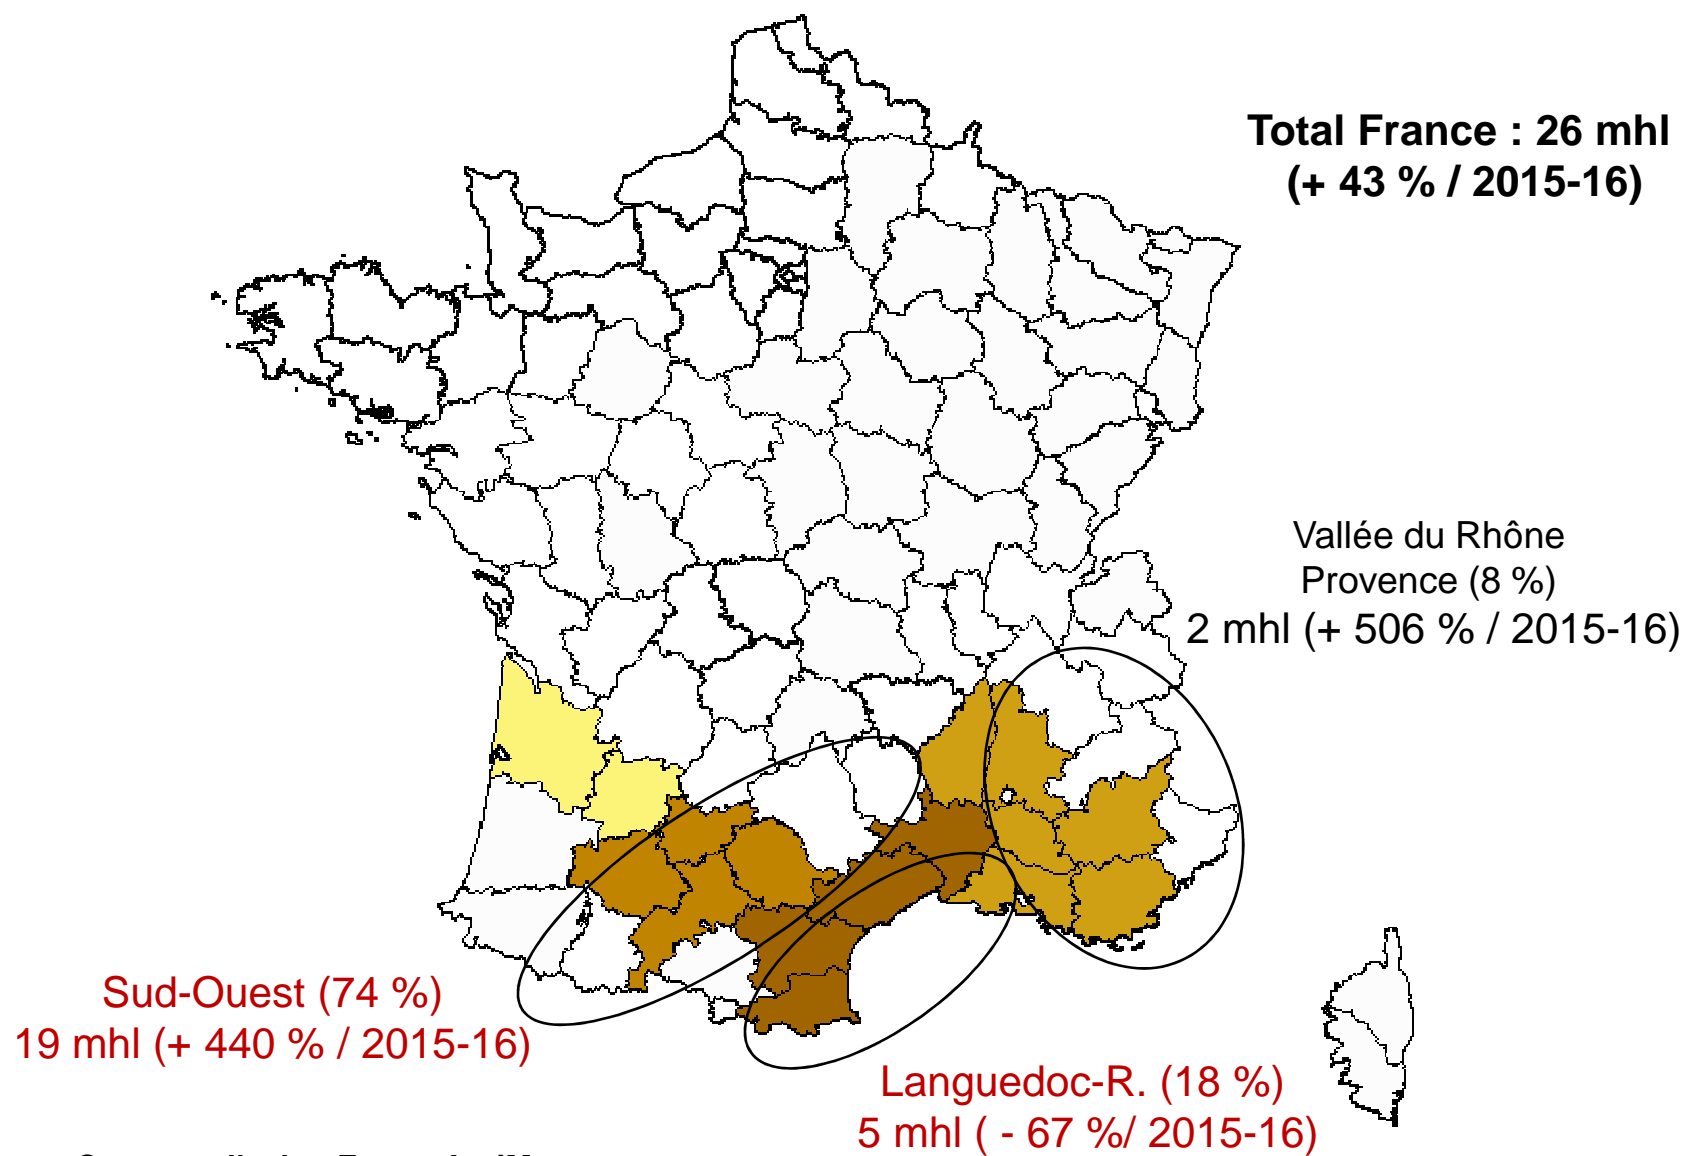 Total France : 26 mhl
(+ 43 % / 2015-16)
Vallée du Rhône
Provence (8 %)
2 mhl (+ 506 % / 2015-16)
Sud-Ouest (74 %)
19 mhl (+ 440 % / 2015-16)
Languedoc-R. (18 %)
5 mhl ( - 67 %/ 2015-16)